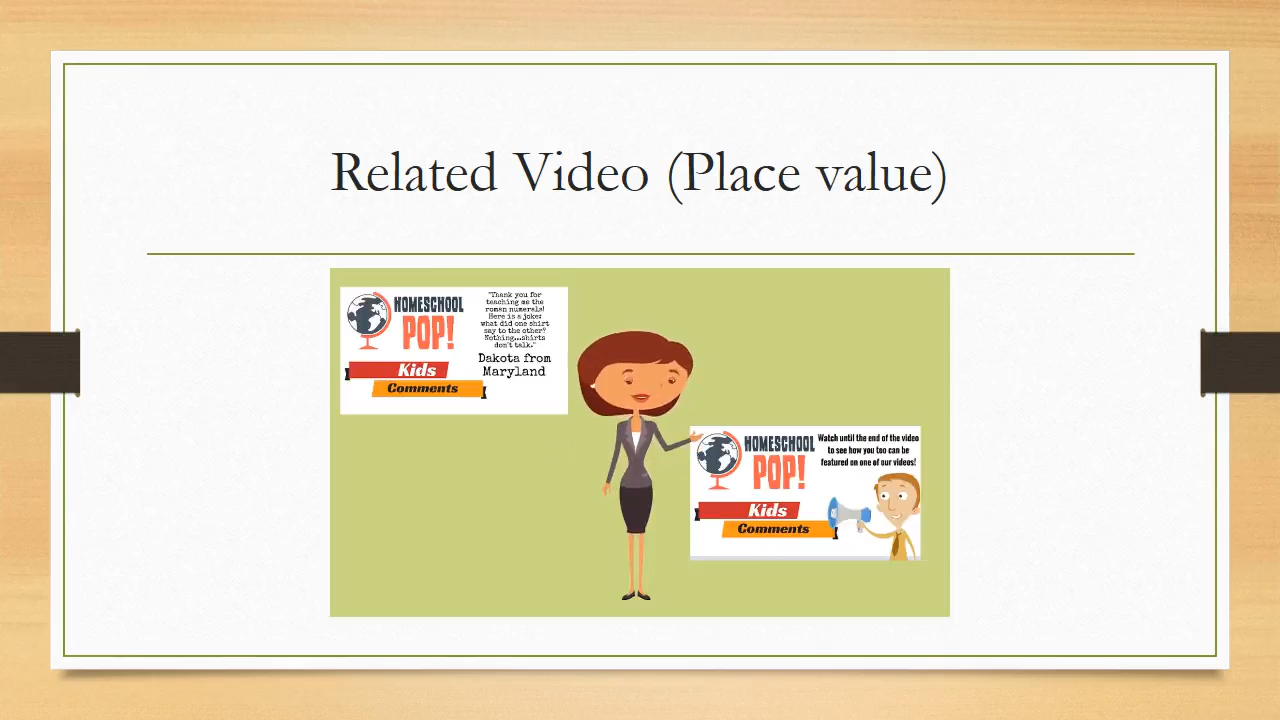 Related Video (Place value)
HOMESCHOOL
POP!
Kids
Comments
"Thank you for
teaching me the
roman numerals!
Here is a joke:
what did one shirt
say to the other?
Nothing...shirts
don't talk."
Dakota from
Maryland
HOMESCHOOL
POP!
Kids
Comments
Watch until the end of the video
to see how you too can be
featured on one of our videos!